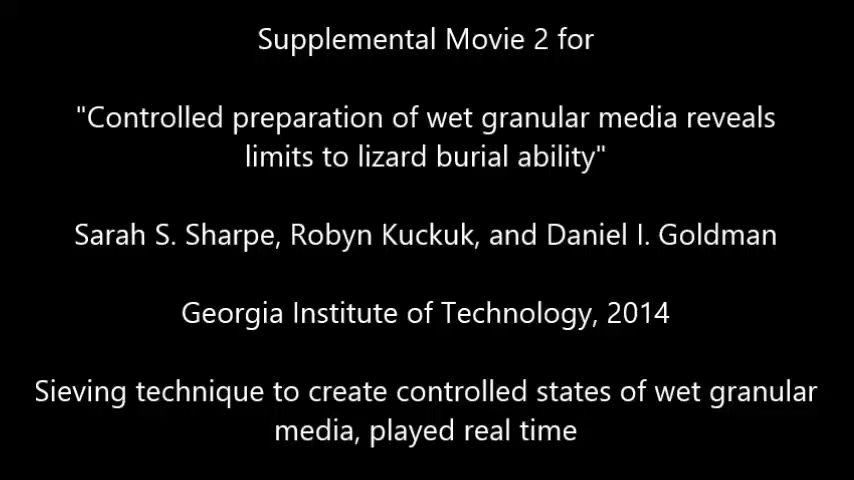 Supplemental Movie 2 for
"Controlled preparation of wet granular media reveals
limits to lizard burial ability"
Sarah S. Sharpe, Robyn Kuckuk, and Daniel I. Goldman
Georgia Institute of Technology, 2014
Sieving technique to create controlled states of wet granular
media, played real time